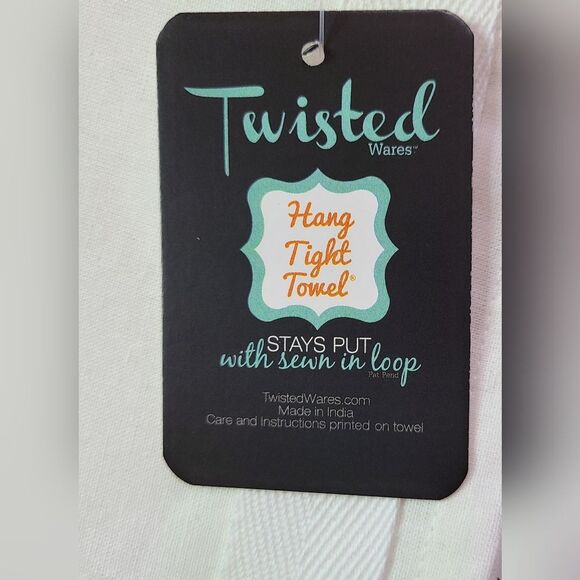 Twisted
Wares™
Hang
Tight
Towel®
STAYS PUT
with sewn in loop
Pat Pend
TwistedWares.com
Made in India
Care and Instructions printed on towel